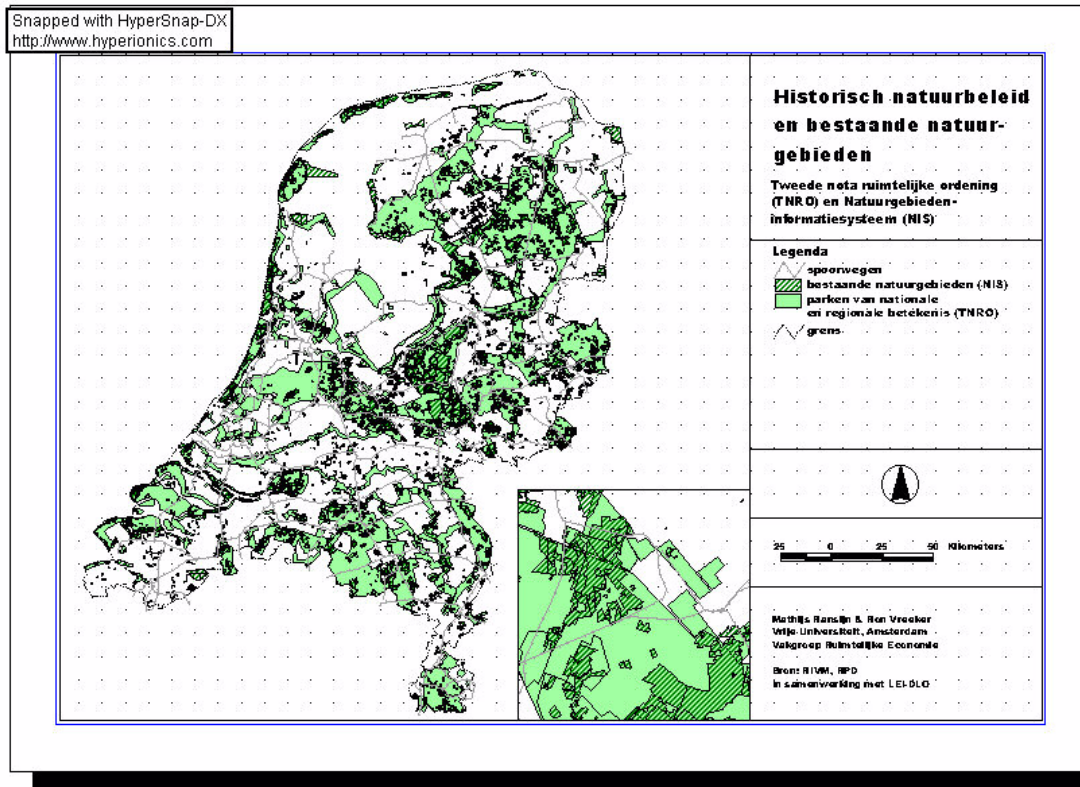 Snapped with HyperSnap-DX
http://www.hyperionics.com
Historisch natuurbeleid
en bestaande natuur-
gebieden
Tweede nota ruimtelijke ordening
(TNRO) en Natuurgebieden-
informatiesysteem (NIS)
Legenda
spoorwegen
bestaande natuurgebieden (NIS)
parken van nationale
en regionale betekenis (TNRO)
grens
25 0 25 50 Kilometers
Mathijs & Ron Vreeker
Vrije Universiteit, Amsterdam
Vakgroep Ruimtelijke Economie
Bron: RIVM, RPD
in samenwerking met LEI-DLO